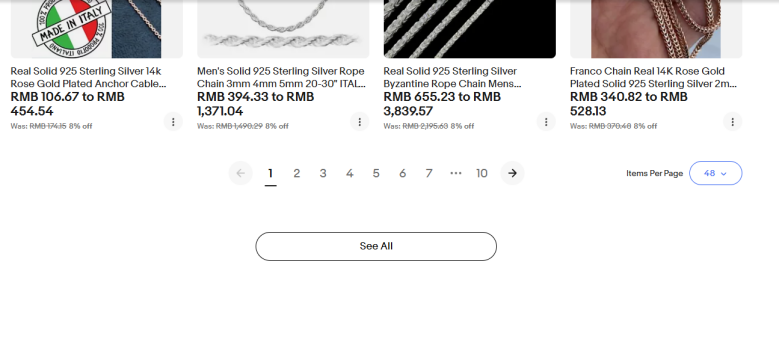 MADE IN ITALY
Real Solid 925 Sterling Silver 14k
Rose Gold Plated Anchor Cable...
RMB 106.67 to RMB
454.54
Was: RMB 174.15 8% off
Men's Solid 925 Sterling Silver Rope
Chain 3mm 4mm 5mm 20-30" ITAL...
RMB 394.33 to RMB
1,371.04
Was: RMB 1,490.29 8% off
Real Solid 925 Sterling Silver
Byzantine Rope Chain Mens...
RMB 655.23 to RMB
3,839.57
Was: RMB 2,195.63 8% off
Franco Chain Real 14K Rose Gold
Plated Solid 925 Sterling Silver 2m...
RMB 340.82 to RMB
528.13
Was: RMB 370.48 8% off
1 2 3 4 5 6 7 ••• 10
Items Per Page 48
See All